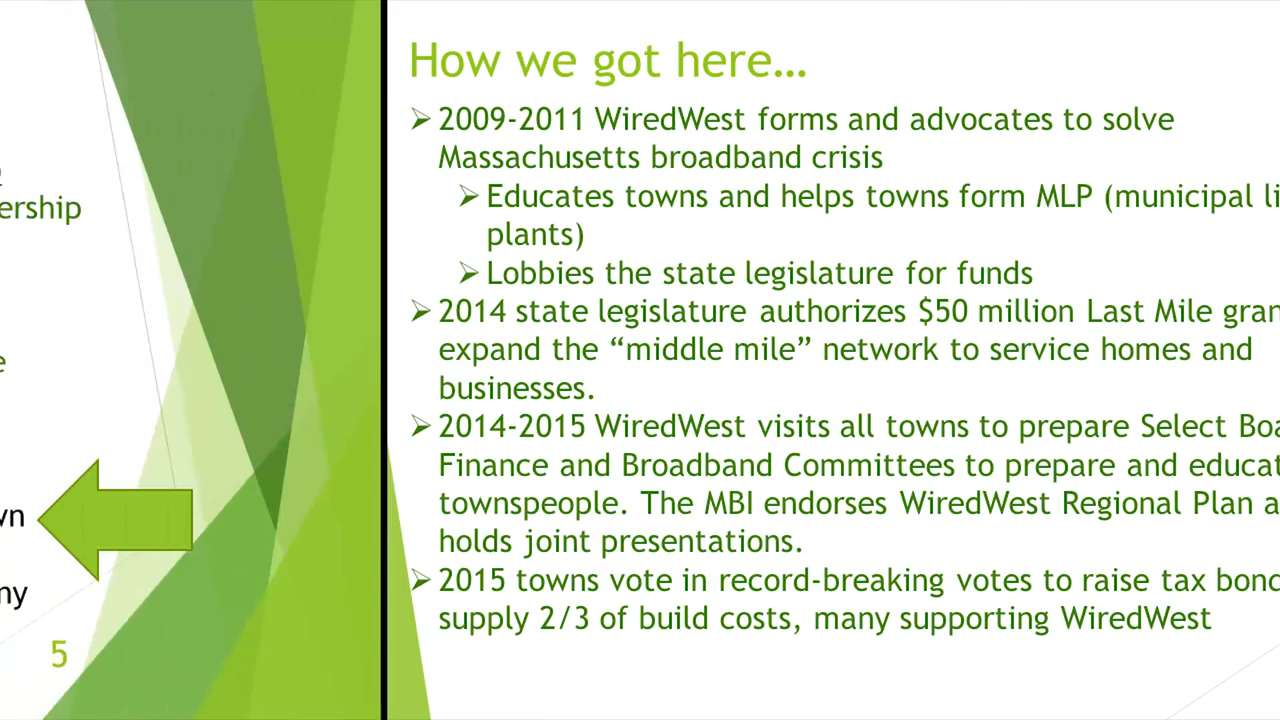 ership
5
How we got here...
2009-2011 WiredWest forms and advocates to solve
Massachusetts broadband crisis
Educates towns and helps towns form MLP (municipal li
plants)
Lobbies the state legislature for funds
2014 state legislature authorizes $50 million Last Mile gran
expand the “middle mile” network to service homes and
businesses.
2014-2015 WiredWest visits all towns to prepare Select Boa
Finance and Broadband Committees to prepare and educat
townspeople. The MBI endorses WiredWest Regional Plan a
holds joint presentations.
2015 towns vote in record-breaking votes to raise tax bond
supply 2/3 of build costs, many supporting WiredWest